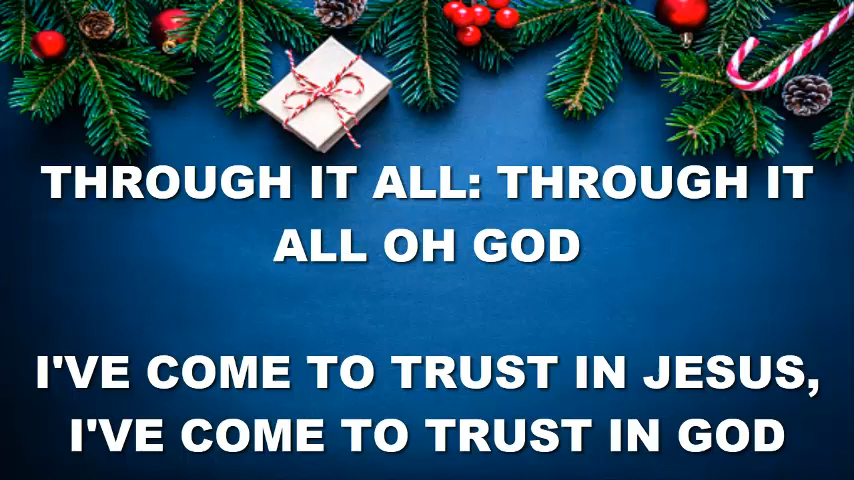 THROUGH IT ALL: THROUGH IT
ALL OH GOD
I'VE COME TO TRUST IN JESUS,
I'VE COME TO TRUST IN GOD